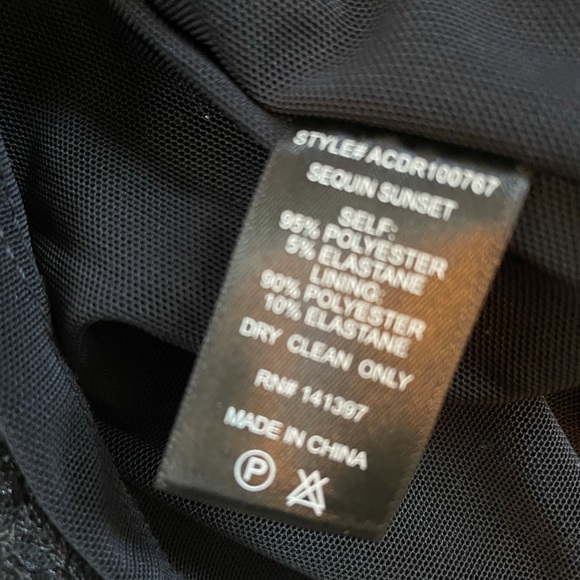 STYLE# ACDR100767
SEQUIN SUNSET
SELF:
95% POLYESTER
5% ELASTANE
LINING:
90% POLYESTER
10% ELASTANE
DRY CLEAN ONLY
RN# 141397
MADE IN CHINA
P